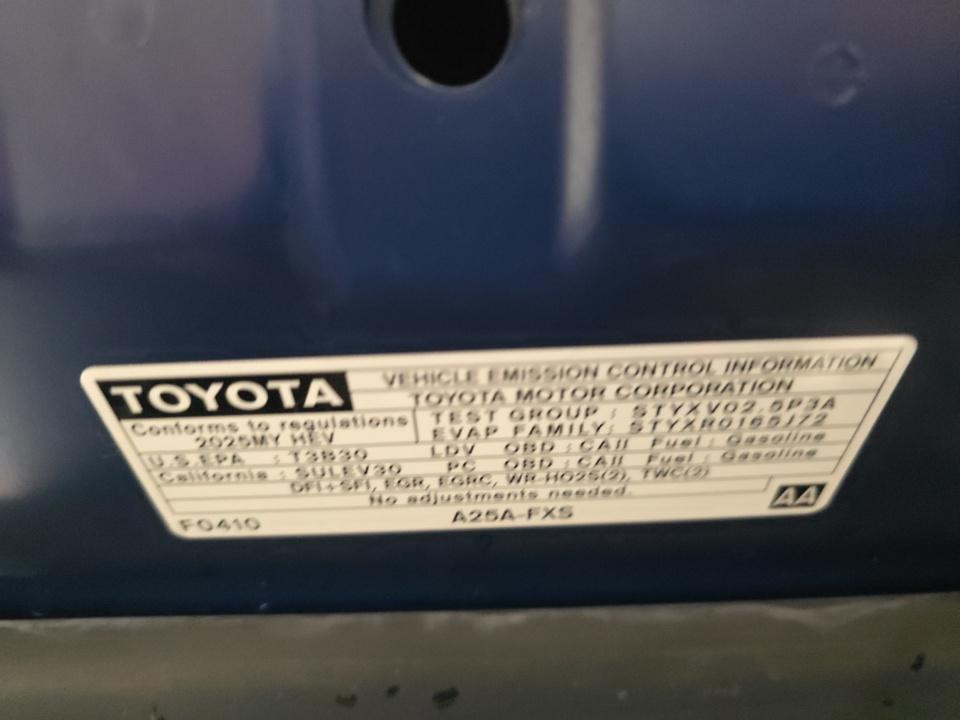 TOYOTA
VEHICLE EMISSION CONTROL INFORMATION
TOYOTA MOTOR CORPORATION
Conforms to regulations
2025MY HEV
TEST GROUP : STYXV02.5P3A
EVAP FAMILY: STYXR0165J72
U.S.EPA : T3B30 LDV OBD : CAII Fuel : Gasoline
California : SULEV30 PC OBD : CAII Fuel : Gasoline
DFI+SFI, EGR, EGRC, WR-HO2S(2), TWC(2)
No adjustments needed.
F0410 A25A-FXS AA